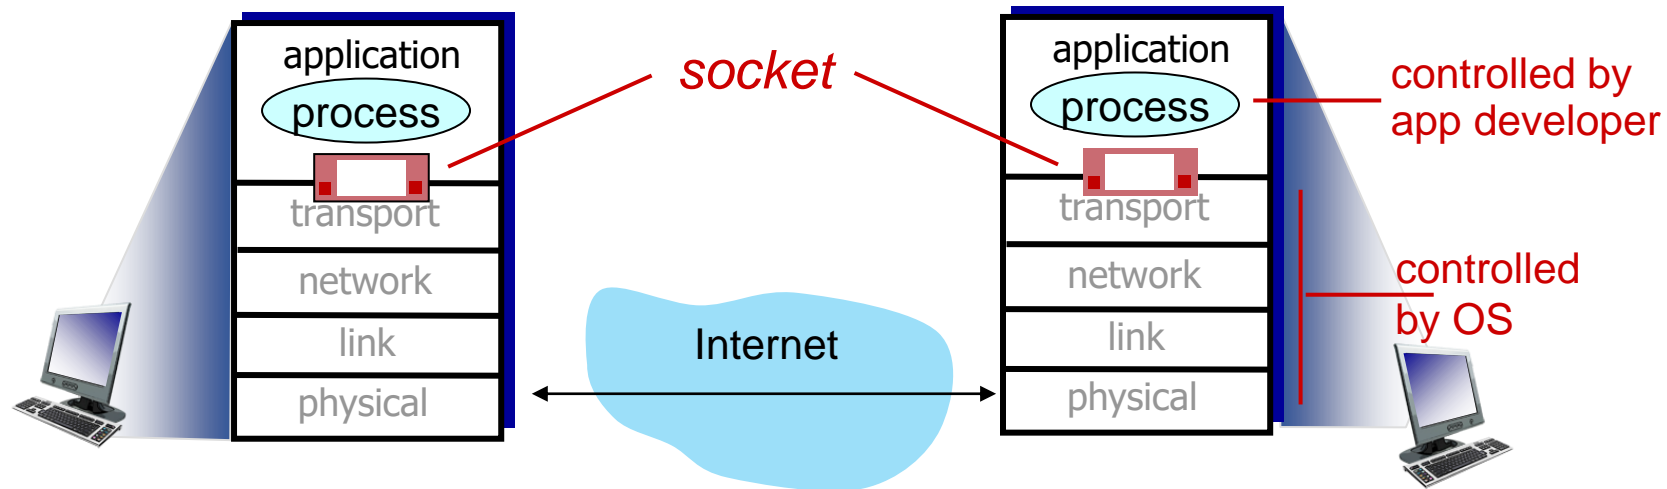 application
process
transport
network
link
physical
socket
Internet
application
process
transport
network
link
physical
controlled by
app developer
controlled
by OS